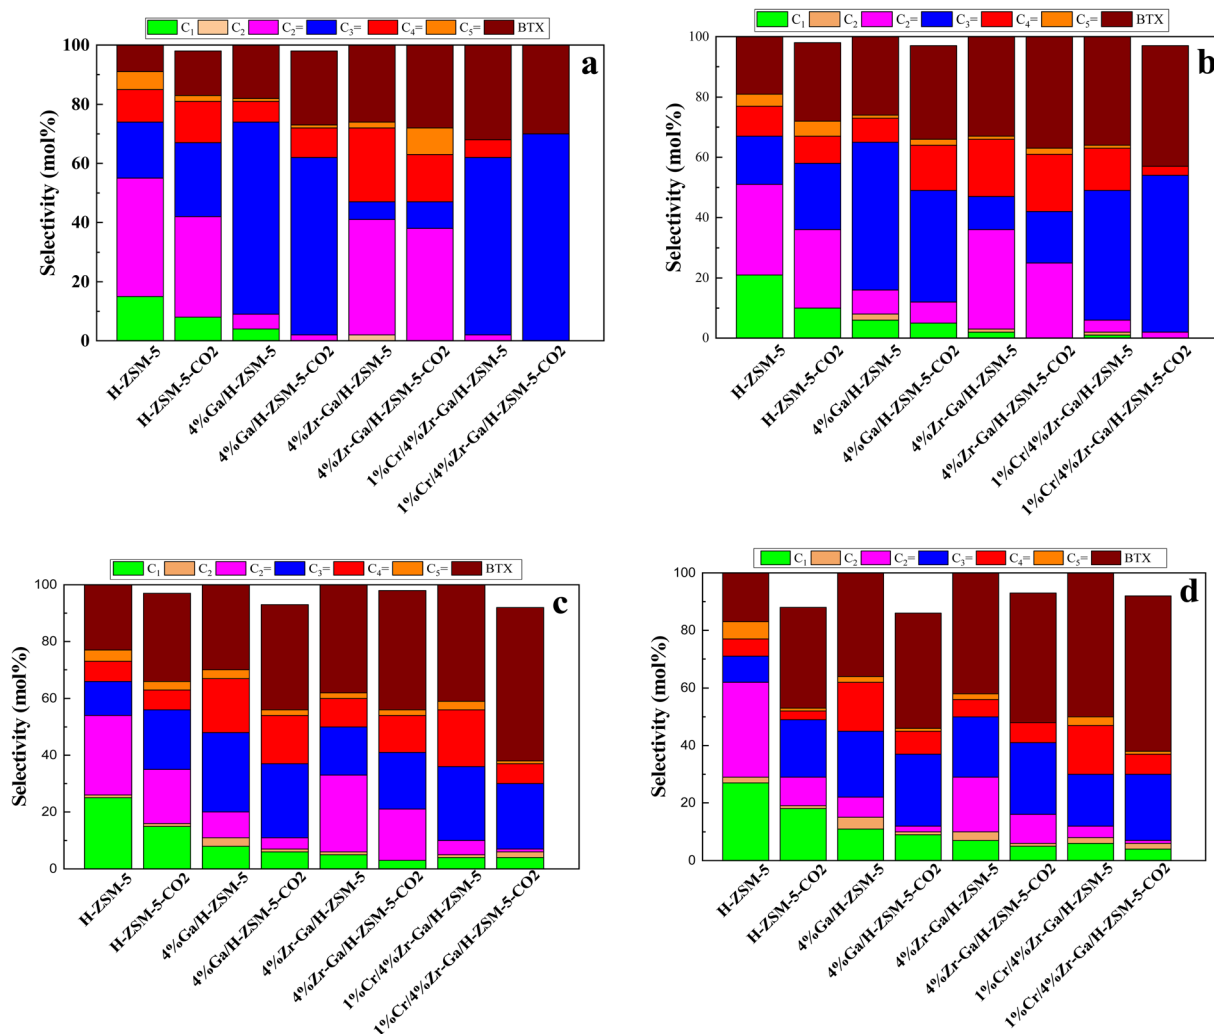 C₁ C₂ C₂= C₃= C₄= C₅= BTX
a
Selectivity (mol%)
100
80
60
40
20
0
H-ZSM-5
H-ZSM-5-CO2
4%Ga/H-ZSM-5
4%Ga/H-ZSM-5-CO2
4%Zr-Ga/H-ZSM-5
4%Zr-Ga/H-ZSM-5-CO2
1%Cr/4%Zr-Ga/H-ZSM-5
1%Cr/4%Zr-Ga/H-ZSM-5-CO2
C₁ C₂ C₂= C₃= C₄= C₅= BTX
b
Selectivity (mol%)
100
80
60
40
20
0
H-ZSM-5
H-ZSM-5-CO2
4%Ga/H-ZSM-5
4%Ga/H-ZSM-5-CO2
4%Zr-Ga/H-ZSM-5
4%Zr-Ga/H-ZSM-5-CO2
1%Cr/4%Zr-Ga/H-ZSM-5
1%Cr/4%Zr-Ga/H-ZSM-5-CO2
C₁ C₂ C₂= C₃= C₄= C₅= BTX
c
Selectivity (mol%)
100
80
60
40
20
0
H-ZSM-5
H-ZSM-5-CO2
4%Ga/H-ZSM-5
4%Ga/H-ZSM-5-CO2
4%Zr-Ga/H-ZSM-5
4%Zr-Ga/H-ZSM-5-CO2
1%Cr/4%Zr-Ga/H-ZSM-5
1%Cr/4%Zr-Ga/H-ZSM-5-CO2
C₁ C₂ C₂= C₃= C₄= C₅= BTX
d
Selectivity (mol%)
100
80
60
40
20
0
H-ZSM-5
H-ZSM-5-CO2
4%Ga/H-ZSM-5
4%Ga/H-ZSM-5-CO2
4%Zr-Ga/H-ZSM-5
4%Zr-Ga/H-ZSM-5-CO2
1%Cr/4%Zr-Ga/H-ZSM-5
1%Cr/4%Zr-Ga/H-ZSM-5-CO2